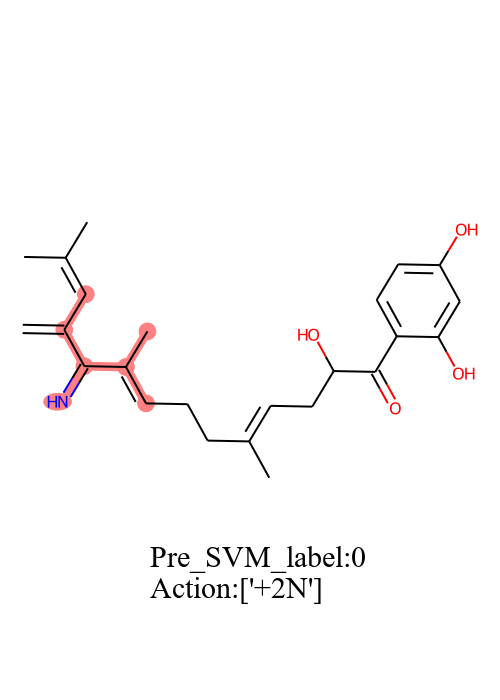 OH
HO
OH
O
HN
Pre_SVM_label:0
Action:['+2N']